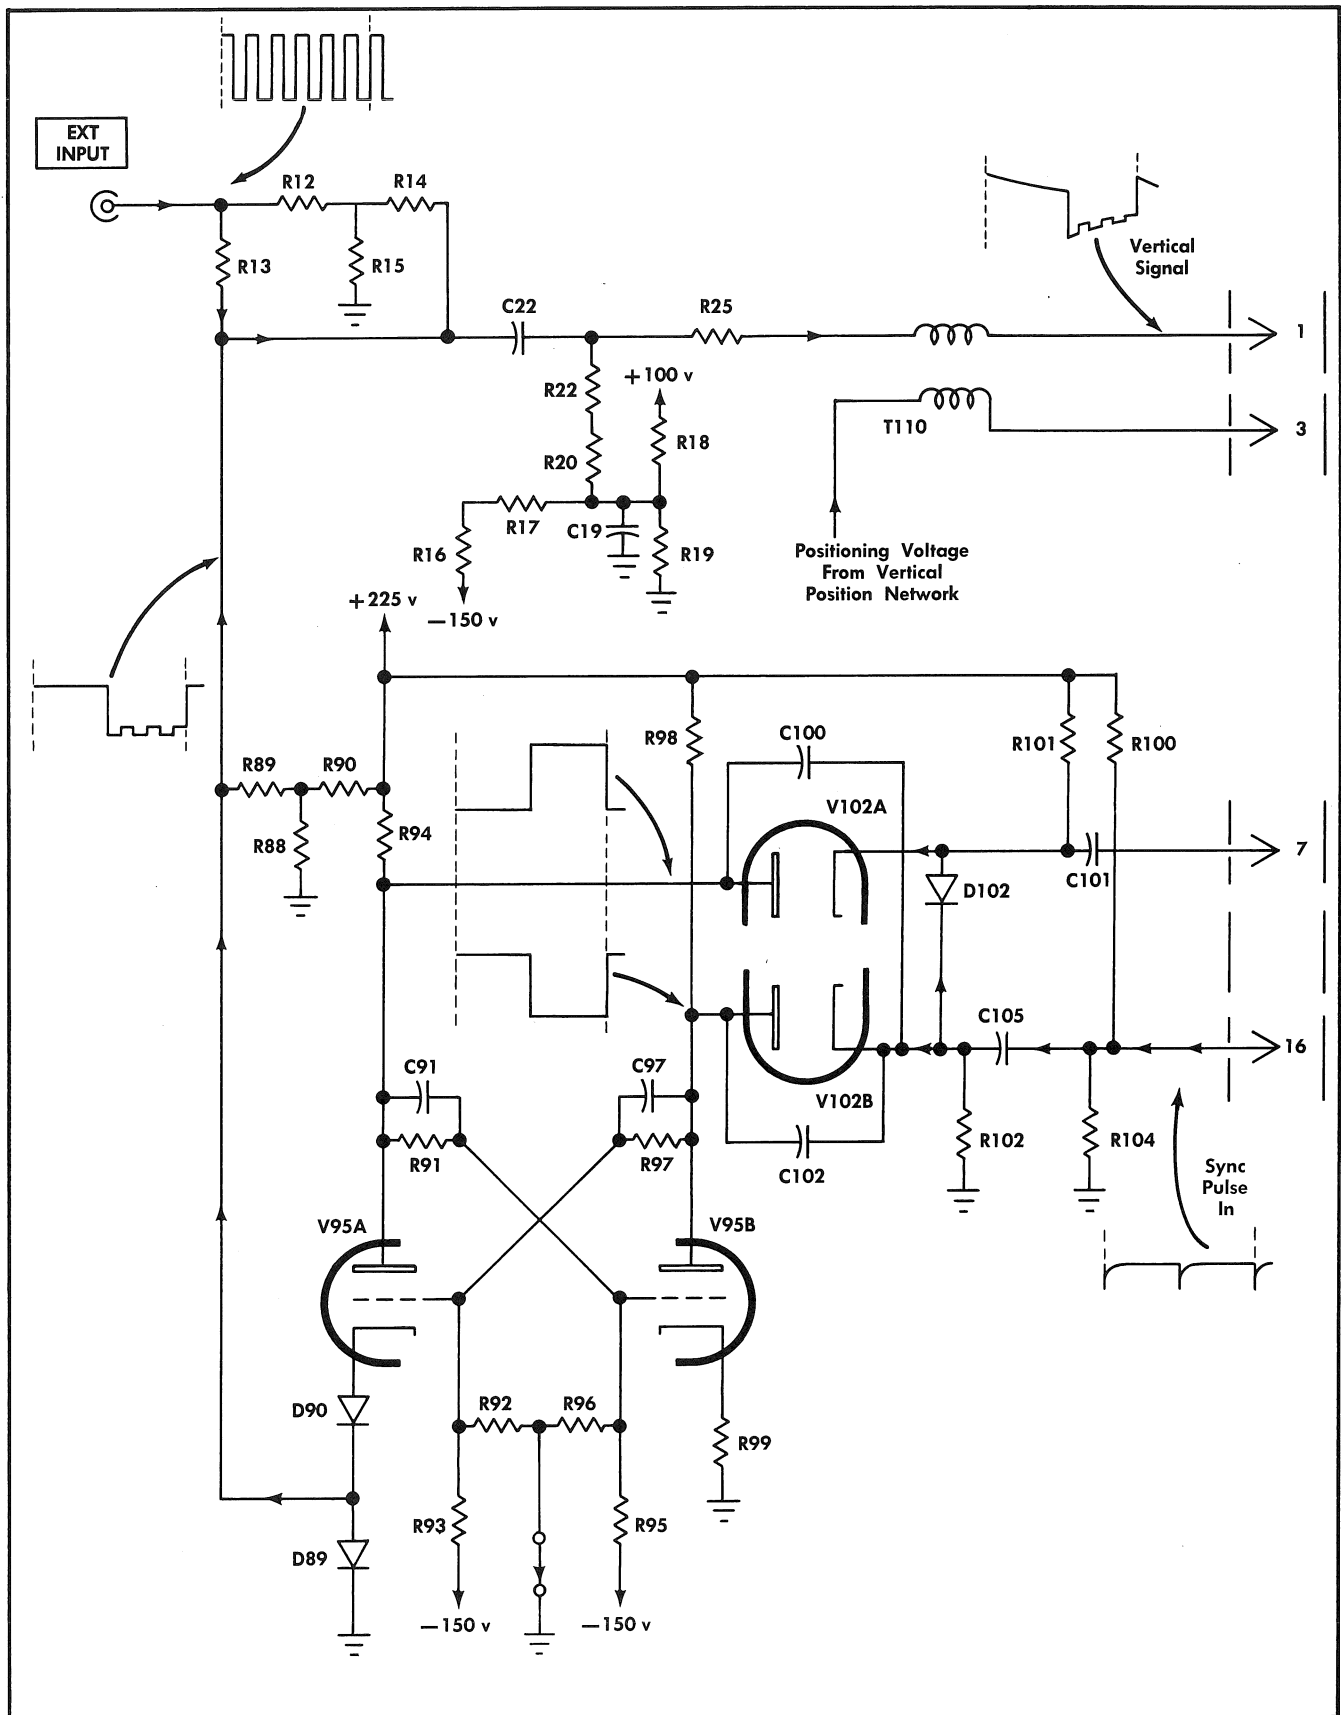 EXT
INPUT
R12
R14
R13
R15
Vertical
Signal
C22
R25
1
R22
+100 v
T110
3
R20
R18
R17
C19
R16
R19
Positioning Voltage
From Vertical
Position Network
+225 v
—150 v
R98
C100
R101
R100
R89
R90
V102A
R88
R94
7
D102
C101
C105
16
C91
C97
V102B
R102
R104
R91
R97
C102
Sync
Pulse
In
V95A
V95B
R92
R96
D90
R99
R93
R95
D89
—150 v
—150 v